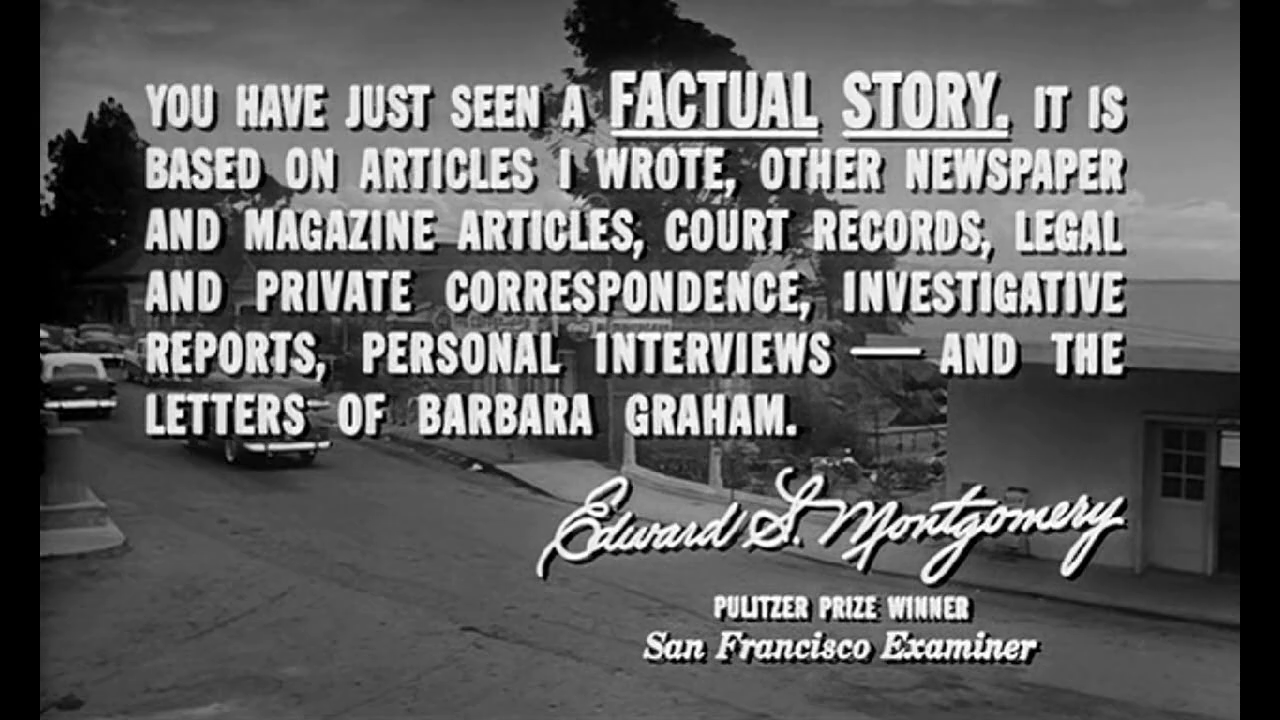 YOU HAVE JUST SEEN A FACTUAL STORY. IT IS
BASED ON ARTICLES I WROTE, OTHER NEWSPAPER
AND MAGAZINE ARTICLES, COURT RECORDS, LEGAL
AND PRIVATE CORRESPONDENCE, INVESTIGATIVE
REPORTS, PERSONAL INTERVIEWS — AND THE
LETTERS OF BARBARA GRAHAM.
Edward S. Montgomery
PULITZER PRIZE WINNER
San Francisco Examiner